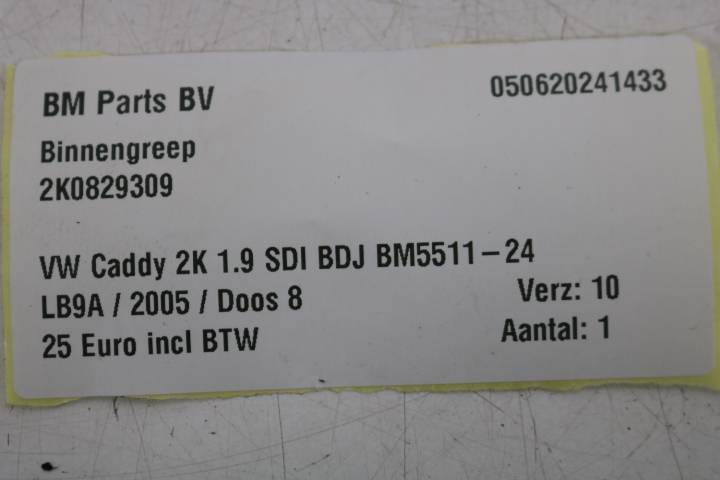 BM Parts BV 050620241433
Binnengreep
2K0829309
VW Caddy 2K 1.9 SDI BDJ BM5511-24
LB9A / 2005 / Doos 8 Verz: 10
25 Euro incl BTW Aantal: 1